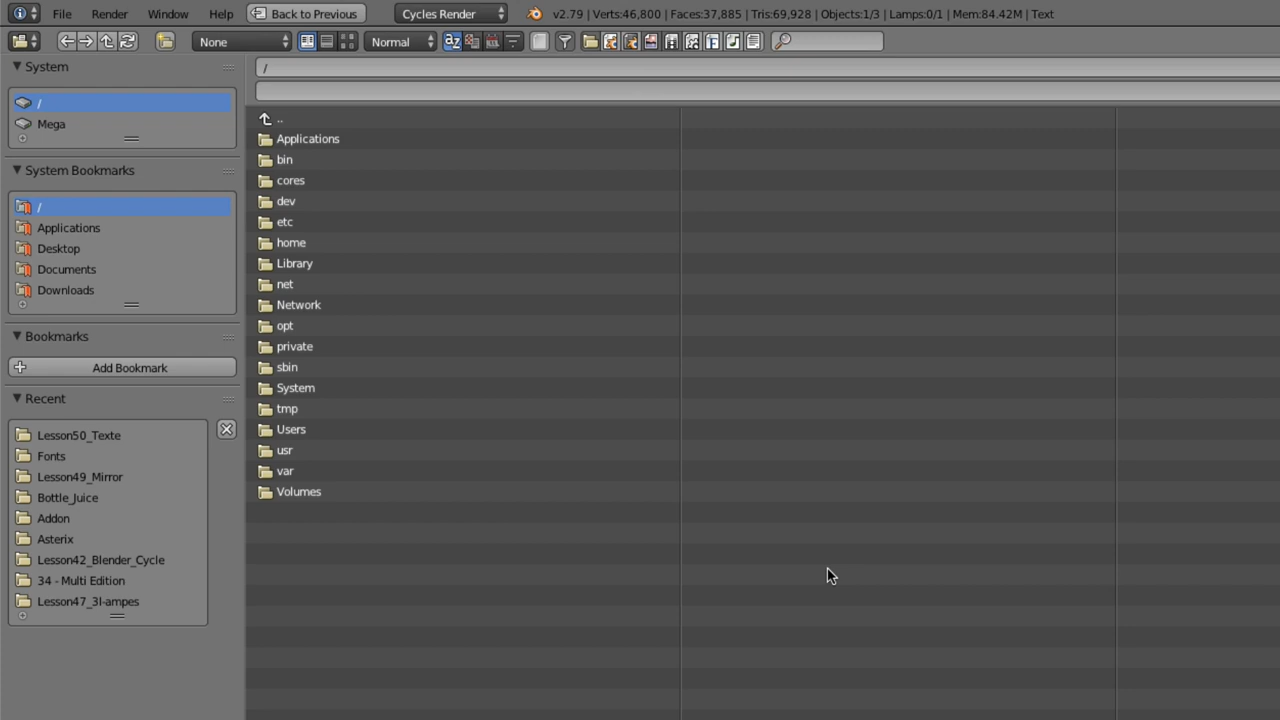 File Render Window Help Back to Previous Cycles Render v2.79 | Verts:46,800 | Faces:37,885 | Tris:69,928 | Objects:1/3 | Lamps:0/1 | Mem:84.42M | Text
None Normal
System
/
Mega
System Bookmarks
/
Applications
Desktop
Documents
Downloads
Bookmarks
Add Bookmark
Recent
Lesson50_Texte
Fonts
Lesson49_Mirror
Bottle_Juice
Addon
Asterix
Lesson42_Blender_Cycle
34 - Multi Edition
Lesson47_3l-ampes
/
..
Applications
bin
cores
dev
etc
home
Library
net
Network
opt
private
sbin
System
tmp
Users
usr
var
Volumes